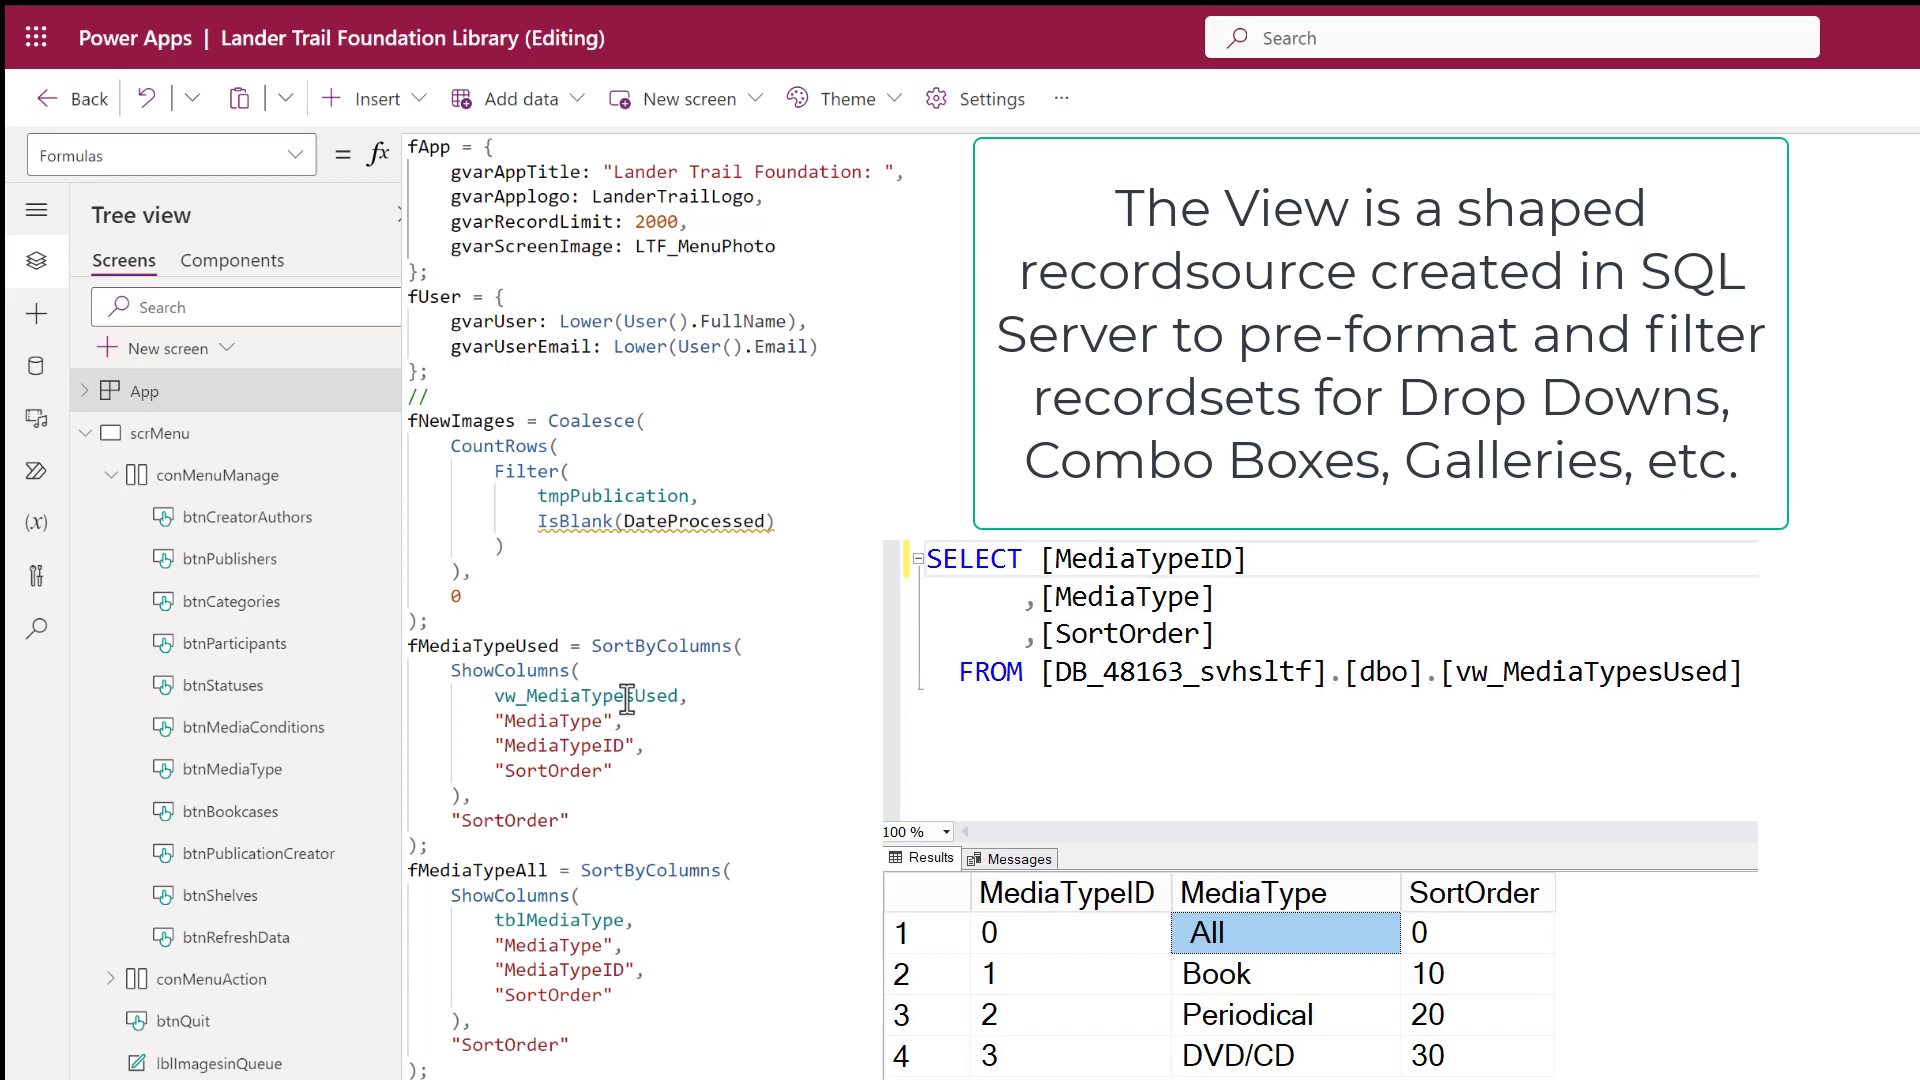 Power Apps | Lander Trail Foundation Library (Editing)
Search
Back
Insert
Add data
New screen
Theme
Settings
Formulas
= fx
Tree view
Screens
Components
Search
New screen
App
scrMenu
conMenuManage
btnCreatorAuthors
btnPublishers
btnCategories
btnParticipants
btnStatuses
btnMediaConditions
btnMediaType
btnBookcases
btnPublicationCreator
btnShelves
btnRefreshData
conMenuAction
btnQuit
lblImagesinQueue
fApp = {
gvarAppTitle: "Lander Trail Foundation: ",
gvarApplogo: LanderTrailLogo,
gvarRecordLimit: 2000,
gvarScreenImage: LTF_MenuPhoto
};
fUser = {
gvarUser: Lower(User().FullName),
gvarUserEmail: Lower(User().Email)
};
//
fNewImages = Coalesce(
CountRows(
Filter(
tmpPublication,
IsBlank(DateProcessed)
)
),
0
);
fMediaTypeUsed = SortByColumns(
ShowColumns(
vw_MediaTypesUsed,
"MediaType",
"MediaTypeID",
"SortOrder"
),
"SortOrder"
);
fMediaTypeAll = SortByColumns(
ShowColumns(
tblMediaType,
"MediaType",
"MediaTypeID",
"SortOrder"
),
"SortOrder"
);
The View is a shaped
recordsource created in SQL
Server to pre-format and filter
recordsets for Drop Downs,
Combo Boxes, Galleries, etc.
SELECT [MediaTypeID]
,[MediaType]
,[SortOrder]
FROM [DB_48163_svhsltf].[dbo].[vw_MediaTypesUsed]
100 %
Results Messages
MediaTypeID MediaType SortOrder
1 0 All 0
2 1 Book 10
3 2 Periodical 20
4 3 DVD/CD 30